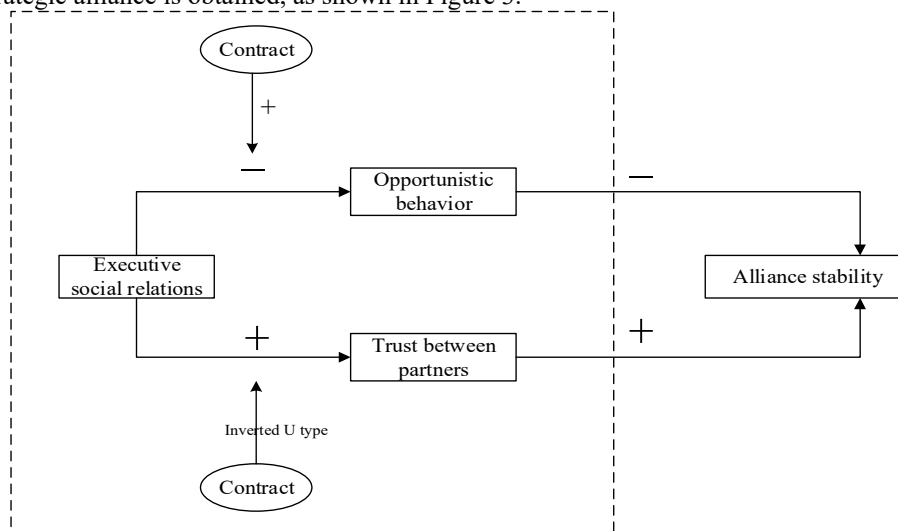 rategic alliance is obtained, as shown in Figure 3.
Contract
+
—
Opportunistic
behavior
—
Executive
social relations
Alliance stability
+
Trust between
partners
+
Inverted U type
Contract